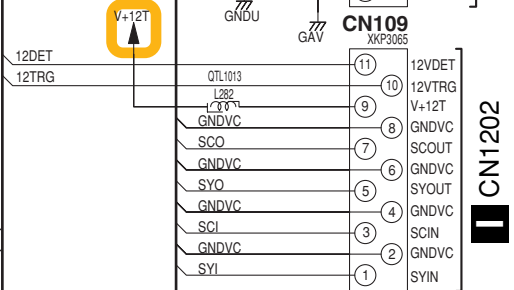 V+12T
GNDU
GAV
CN109
XKP3065
12DET
11
12VDET
12TRG
QTL1013
10
12VTRG
L282
9
V+12T
GNDVC
8
GNDVC
SCO
7
SCOUT
GNDVC
6
GNDVC
SYO
5
SYOUT
GNDVC
4
GNDVC
SCI
3
SCIN
GNDVC
2
GNDVC
SYI
1
SYIN
CN1202